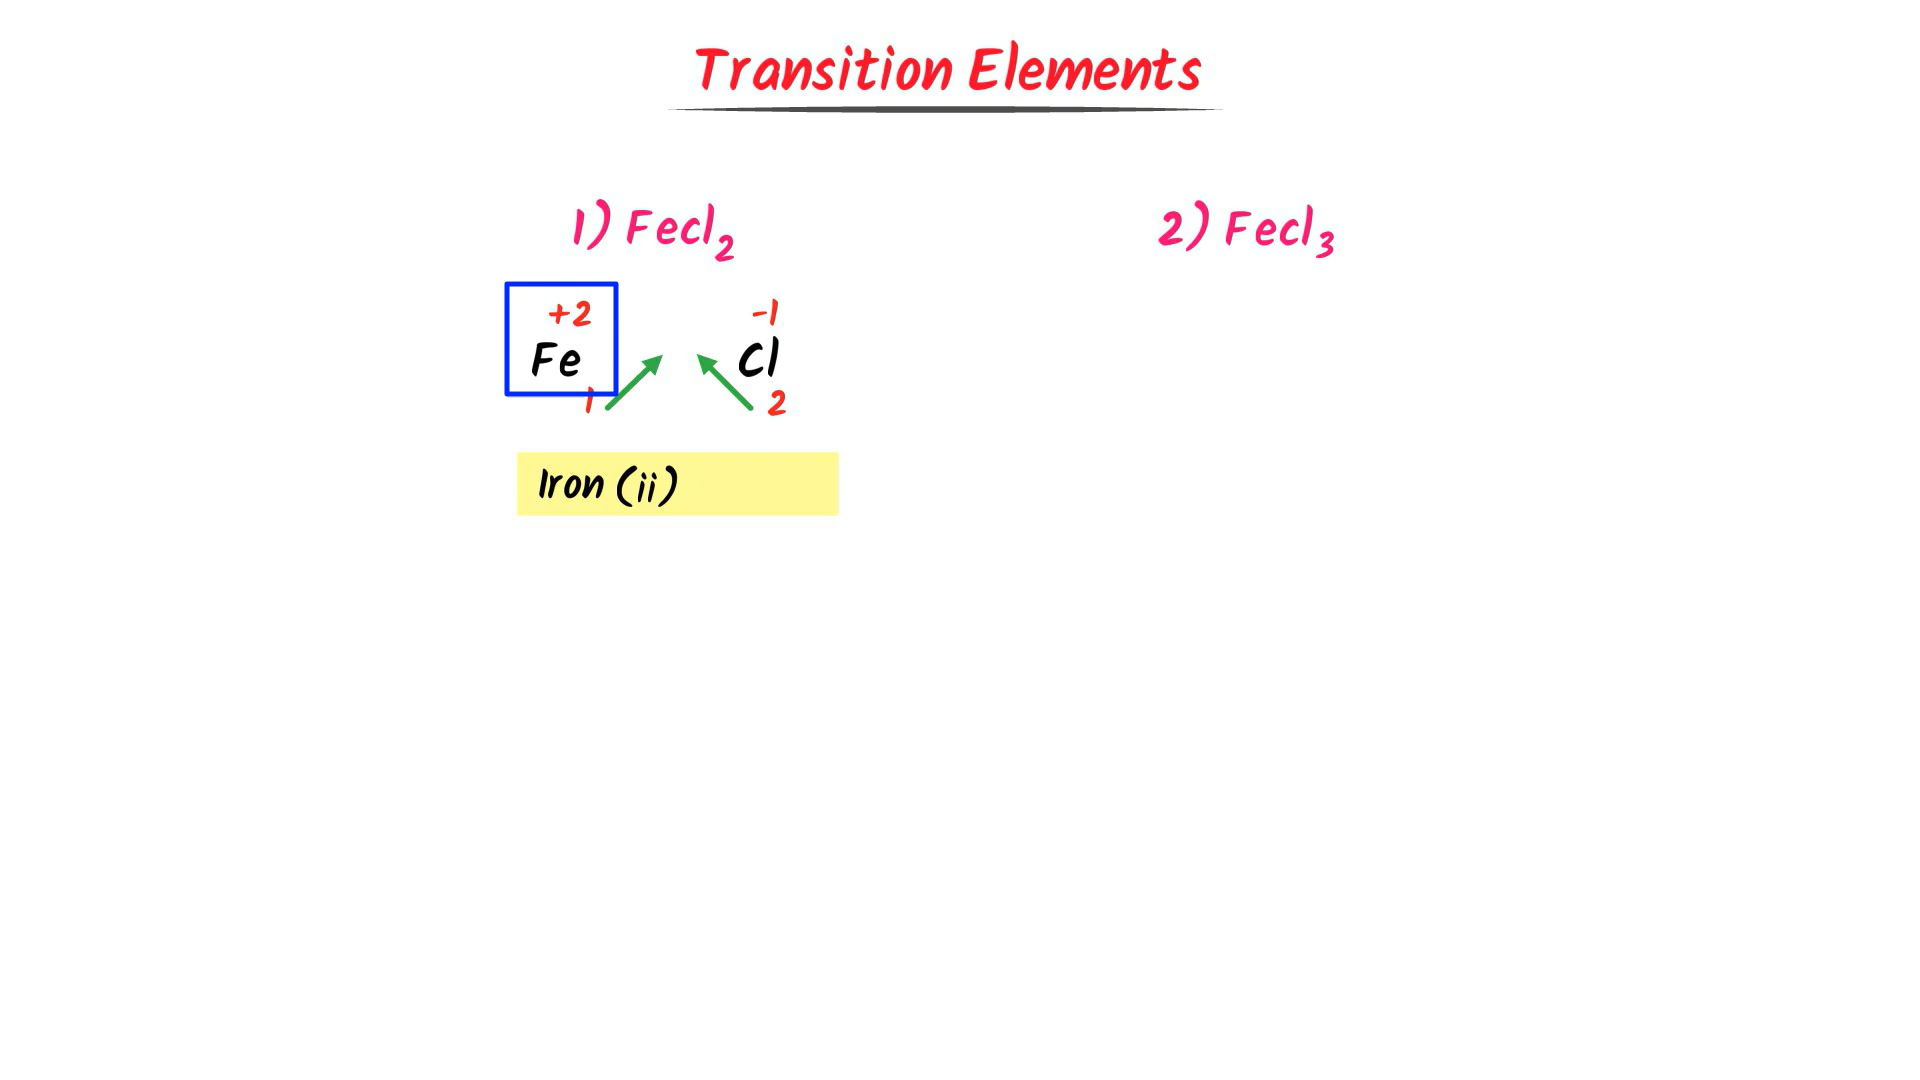 Transition Elements
1) Fecl2
2) Fecl3
+2
-1
Fe
Cl
1
2
Iron (ii)